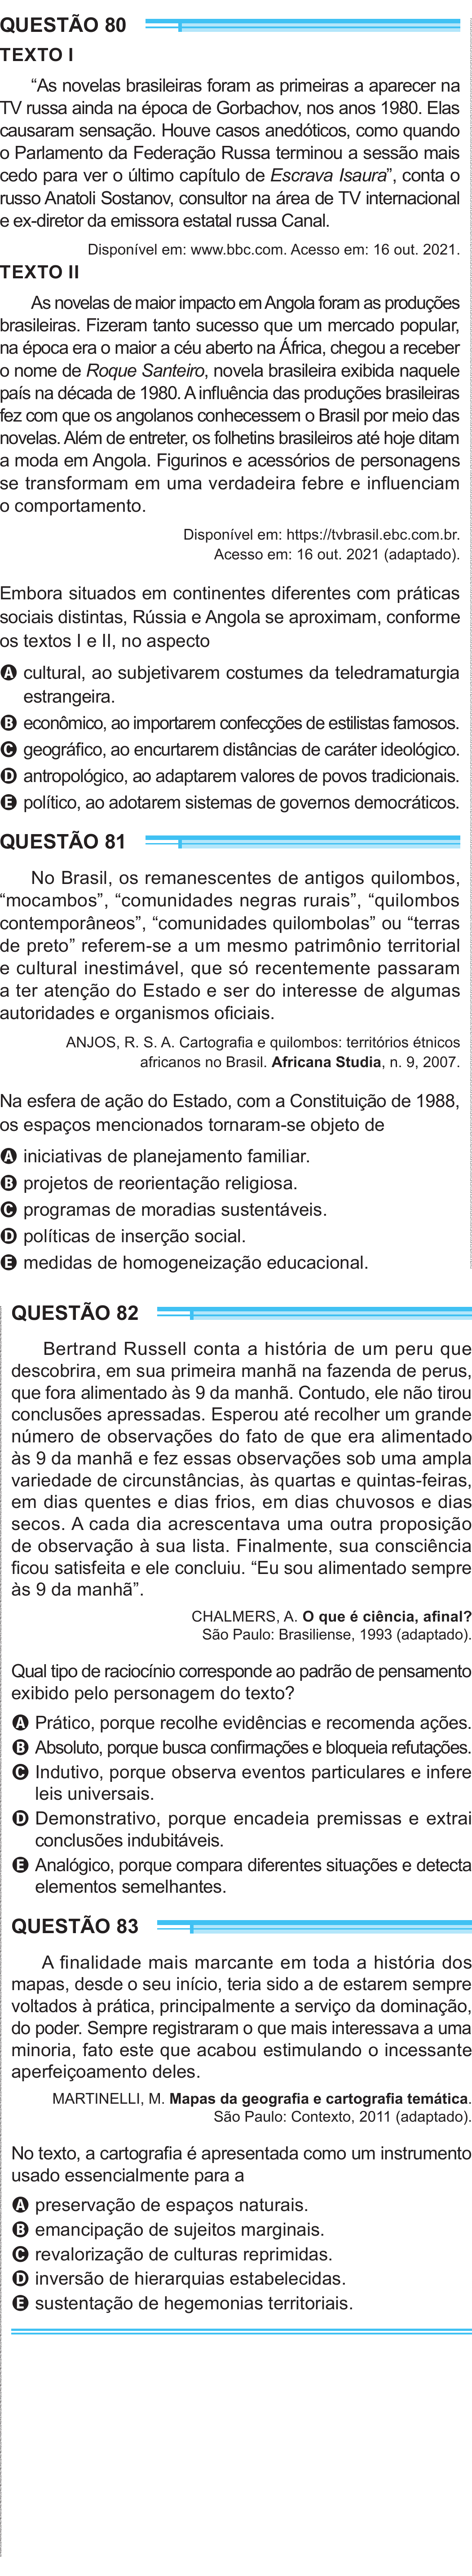 QUESTÃO 80
TEXTO I
“As novelas brasileiras foram as primeiras a aparecer na
TV russa ainda na época de Gorbachov, nos anos 1980. Elas
causaram sensação. Houve casos anedóticos, como quando
o Parlamento da Federação Russa terminou a sessão mais
cedo para ver o último capítulo de Escrava Isaura”, conta o
russo Anatoli Sostanov, consultor na área de TV internacional
e ex-diretor da emissora estatal russa Canal.
Disponível em: www.bbc.com. Acesso em: 16 out. 2021.
TEXTO II
As novelas de maior impacto em Angola foram as produções
brasileiras. Fizeram tanto sucesso que um mercado popular,
na época era o maior a céu aberto na África, chegou a receber
o nome de Roque Santeiro, novela brasileira exibida naquele
país na década de 1980. A influência das produções brasileiras
fez com que os angolanos conhecessem o Brasil por meio das
novelas. Além de entreter, os folhetins brasileiros até hoje ditam
a moda em Angola. Figurinos e acessórios de personagens
se transformam em uma verdadeira febre e influenciam
o comportamento.
Disponível em: https://tvbrasil.ebc.com.br.
Acesso em: 16 out. 2021 (adaptado).
Embora situados em continentes diferentes com práticas
sociais distintas, Rússia e Angola se aproximam, conforme
os textos I e II, no aspecto
A cultural, ao subjetivarem costumes da teledramaturgia
estrangeira.
B econômico, ao importarem confecções de estilistas famosos.
C geográfico, ao encurtarem distâncias de caráter ideológico.
D antropológico, ao adaptarem valores de povos tradicionais.
E político, ao adotarem sistemas de governos democráticos.
QUESTÃO 81
No Brasil, os remanescentes de antigos quilombos,
“mocambos”, “comunidades negras rurais”, “quilombos
contemporâneos”, “comunidades quilombolas” ou “terras
de preto” referem-se a um mesmo patrimônio territorial
e cultural inestimável, que só recentemente passaram
a ter atenção do Estado e ser do interesse de algumas
autoridades e organismos oficiais.
ANJOS, R. S. A. Cartografia e quilombos: territórios étnicos
africanos no Brasil. Africana Studia, n. 9, 2007.
Na esfera de ação do Estado, com a Constituição de 1988,
os espaços mencionados tornaram-se objeto de
A iniciativas de planejamento familiar.
B projetos de reorientação religiosa.
C programas de moradias sustentáveis.
D políticas de inserção social.
E medidas de homogeneização educacional.
QUESTÃO 82
Bertrand Russell conta a história de um peru que
descobrira, em sua primeira manhã na fazenda de perus,
que fora alimentado às 9 da manhã. Contudo, ele não tirou
conclusões apressadas. Esperou até recolher um grande
número de observações do fato de que era alimentado
às 9 da manhã e fez essas observações sob uma ampla
variedade de circunstâncias, às quartas e quintas-feiras,
em dias quentes e dias frios, em dias chuvosos e dias
secos. A cada dia acrescentava uma outra proposição
de observação à sua lista. Finalmente, sua consciência
ficou satisfeita e ele concluiu. “Eu sou alimentado sempre
às 9 da manhã”.
CHALMERS, A. O que é ciência, afinal?
São Paulo: Brasiliense, 1993 (adaptado).
Qual tipo de raciocínio corresponde ao padrão de pensamento
exibido pelo personagem do texto?
A Prático, porque recolhe evidências e recomenda ações.
B Absoluto, porque busca confirmações e bloqueia refutações.
C Indutivo, porque observa eventos particulares e infere
leis universais.
D Demonstrativo, porque encadeia premissas e extrai
conclusões indubitáveis.
E Analógico, porque compara diferentes situações e detecta
elementos semelhantes.
QUESTÃO 83
A finalidade mais marcante em toda a história dos
mapas, desde o seu início, teria sido a de estarem sempre
voltados à prática, principalmente a serviço da dominação,
do poder. Sempre registraram o que mais interessava a uma
minoria, fato este que acabou estimulando o incessante
aperfeiçoamento deles.
MARTINELLI, M. Mapas da geografia e cartografia temática.
São Paulo: Contexto, 2011 (adaptado).
No texto, a cartografia é apresentada como um instrumento
usado essencialmente para a
A preservação de espaços naturais.
B emancipação de sujeitos marginais.
C revalorização de culturas reprimidas.
D inversão de hierarquias estabelecidas.
E sustentação de hegemonias territoriais.